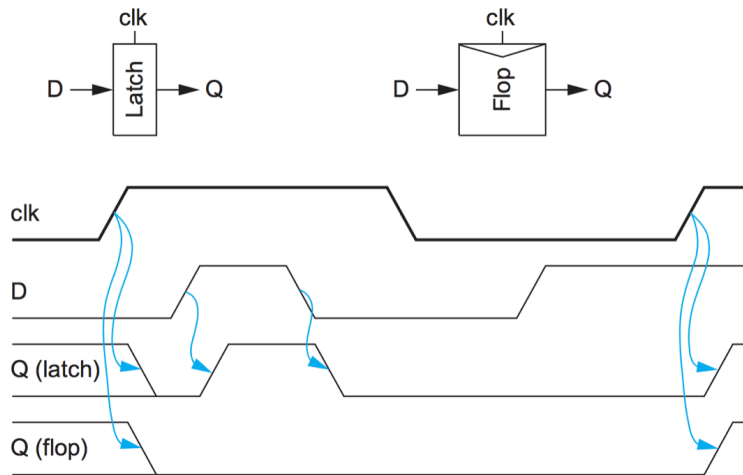 clk clk
D Latch Q D Flop Q
clk
D
Q (latch)
Q (flop)